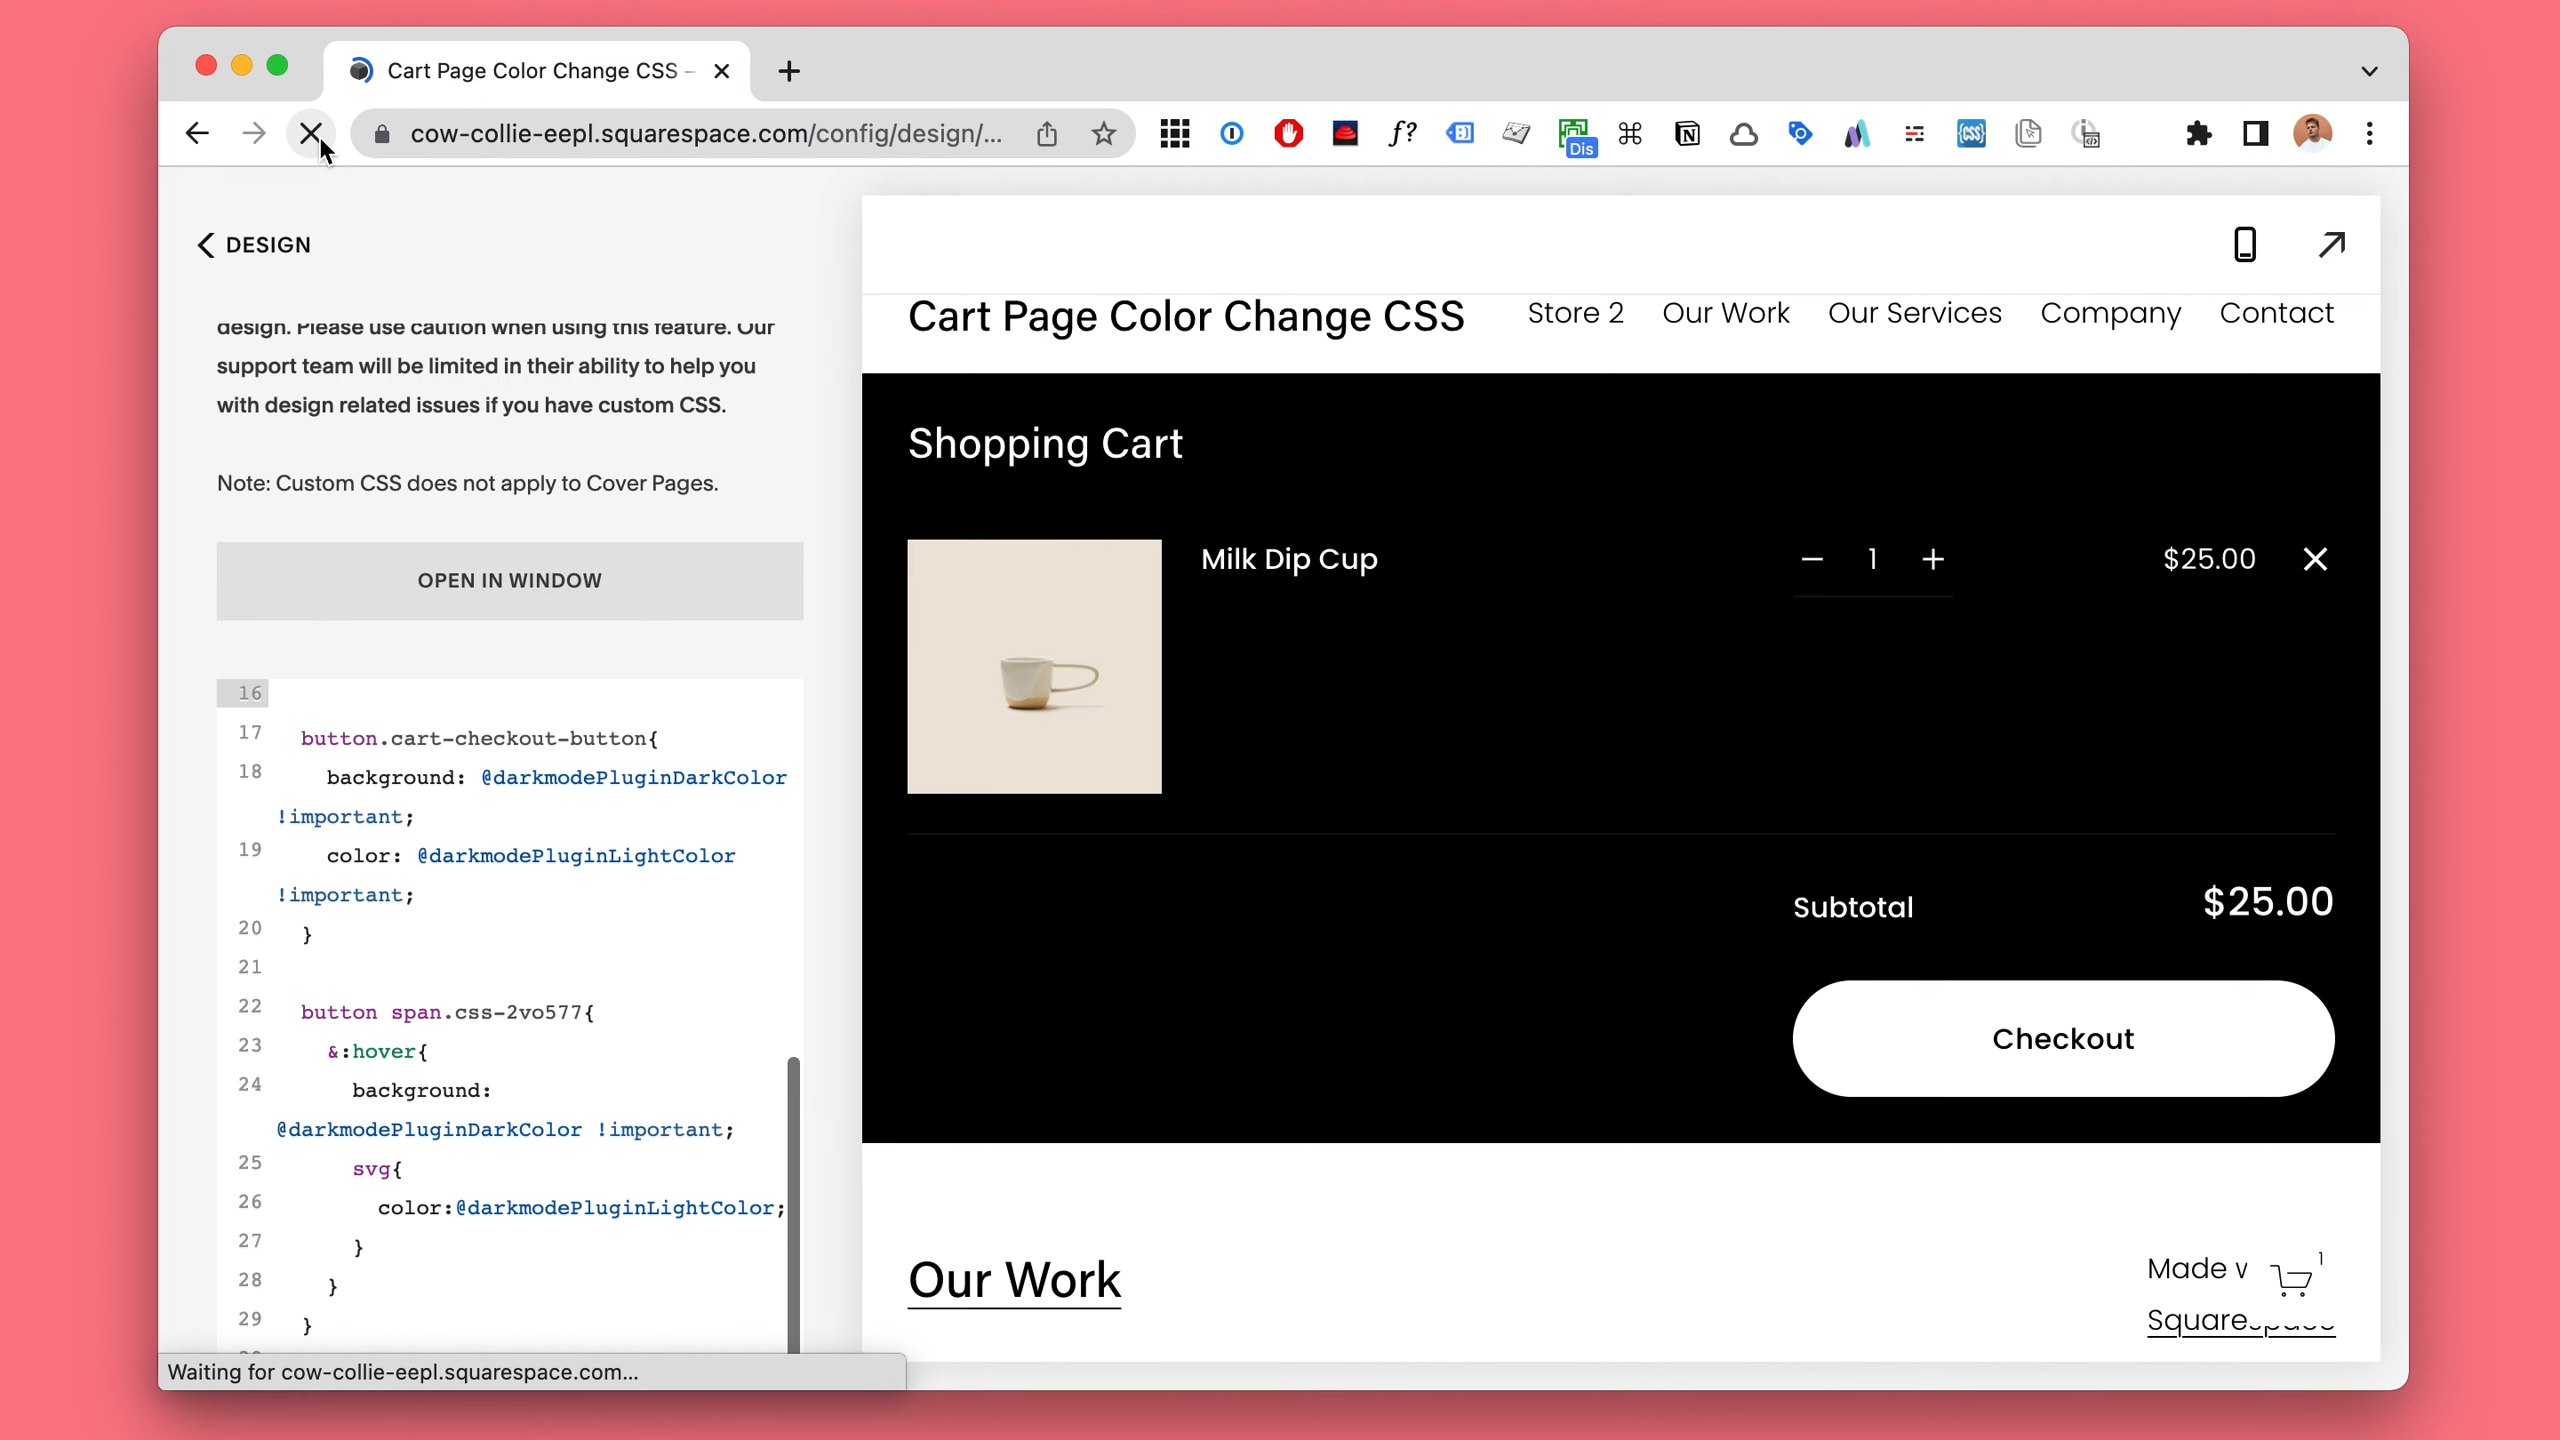 Cart Page Color Change CSS –
cow-collie-eepl.squarespace.com/config/design/...
f?
Dis
{css}
DESIGN
design. Please use caution when using this feature. Our
support team will be limited in their ability to help you
with design related issues if you have custom CSS.
Note: Custom CSS does not apply to Cover Pages.
OPEN IN WINDOW
16
17 button.cart-checkout-button{
18 background: @darkmodePluginDarkColor
!important;
19 color: @darkmodePluginLightColor
!important;
20 }
21
22 button span.css-2vo577{
23 &:hover{
24 background:
@darkmodePluginDarkColor !important;
25 svg{
26 color:@darkmodePluginLightColor;
27 }
28 }
29 }
Waiting for cow-collie-eepl.squarespace.com...
Cart Page Color Change CSS
Store 2 Our Work Our Services Company Contact
Shopping Cart
Milk Dip Cup
− 1 +
$25.00
Subtotal $25.00
Checkout
Our Work
Made
1
Squarespace